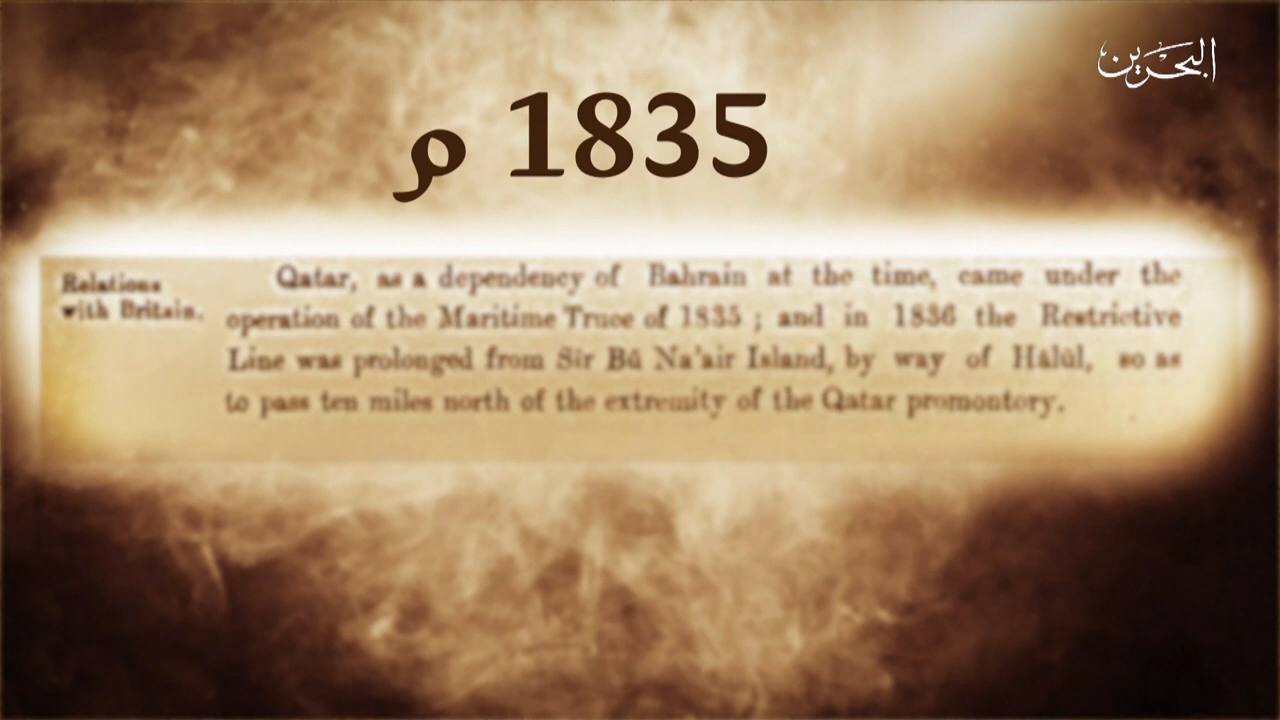 البحرين
1835 م
Relations
with Britain.
Qatar, as a dependency of Bahrain at the time, came under the
operation of the Maritime Truce of 1835 ; and in 1836 the Restrictive
Line was prolonged from Sir Bū Na'air Island, by way of Hālūl, so as
to pass ten miles north of the extremity of the Qatar promontory.